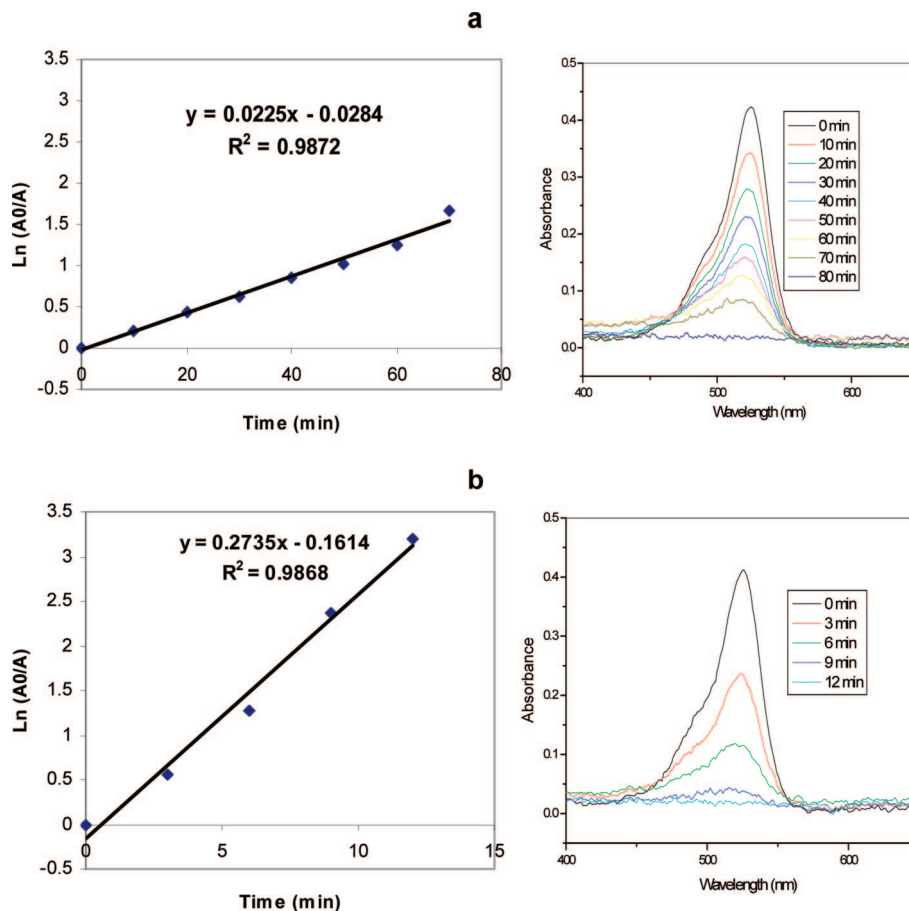 a
3.5
3
2.5
2
1.5
1
0.5
0
-0.5
Ln (A0/A)
y = 0.0225x - 0.0284
R² = 0.9872
0 20 40 60 80
Time (min)
0.5
0.4
0.3
0.2
0.1
0.0
Absorbance
0 min
10 min
20 min
30 min
40 min
50 min
60 min
70 min
80 min
400 500 600
Wavelength (nm)
b
3.5
3
2.5
2
1.5
1
0.5
0
-0.5
Ln (A0/A)
y = 0.2735x - 0.1614
R² = 0.9868
0 5 10 15
Time (min)
0.5
0.4
0.3
0.2
0.1
0.0
Absorbance
0 min
3 min
6 min
9 min
12 min
400 500 600
Wavelength (nm)